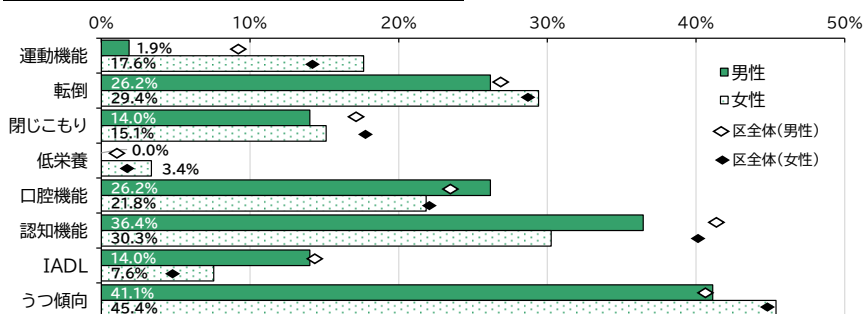 0% 10% 20% 30% 40% 50%
運動機能 1.9%
17.6%
転倒 26.2%
29.4%
閉じこもり 14.0%
15.1%
低栄養 0.0%
3.4%
口腔機能 26.2%
21.8%
認知機能 36.4%
30.3%
IADL 14.0%
7.6%
うつ傾向 41.1%
45.4%
男性
女性
区全体(男性)
区全体(女性)